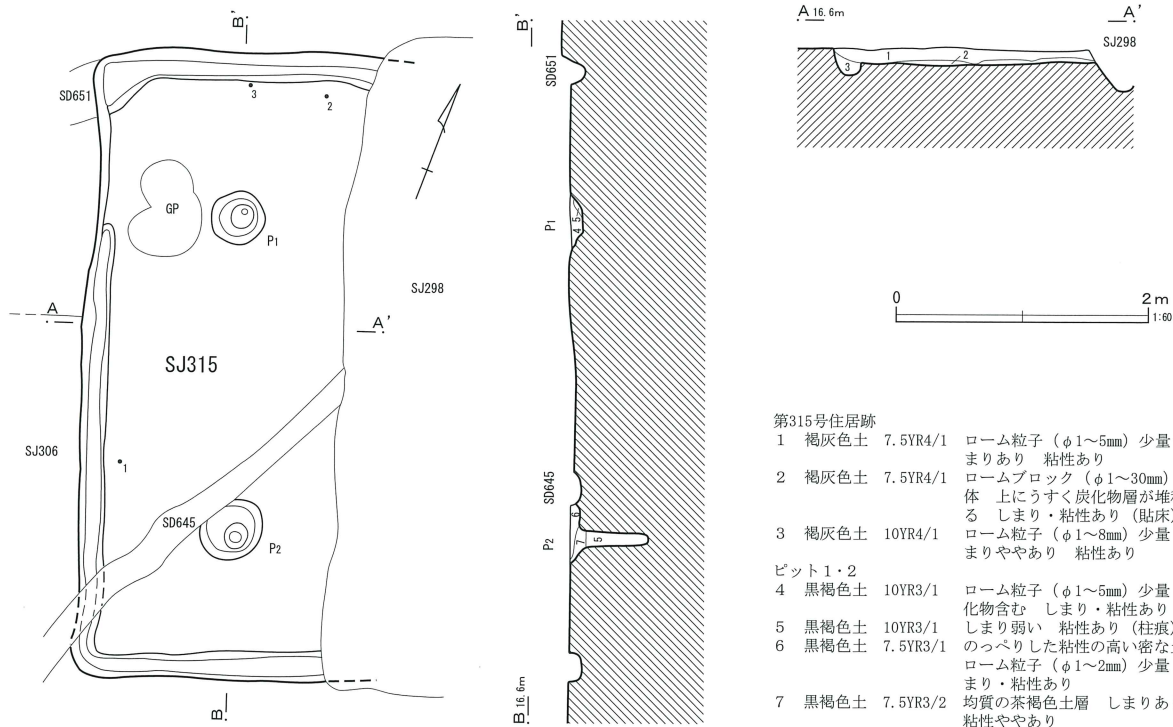 B'
SD651
3
2
GP
P1
SJ298
A
A'
SJ315
SJ306
1
SD645
P2
B
B'
SD651
P1
4 5
SD645
P2
6
7 5
B 16.6m
A 16.6m
A'
SJ298
1
2
3
0 2m
1:60
第315号住居跡
1 褐灰色土 7.5YR4/1 ローム粒子(φ1~5mm)少量
まりあり 粘性あり
2 褐灰色土 7.5YR4/1 ロームブロック(φ1~30mm)
体 上にうすく炭化物層が堆
る しまり・粘性あり(貼床)
3 褐灰色土 10YR4/1 ローム粒子(φ1~8mm)少量
まりややあり 粘性あり
ピット1・2
4 黒褐色土 10YR3/1 ローム粒子(φ1~5mm)少量
化物含む しまり・粘性あり
5 黒褐色土 10YR3/1 しまり弱い 粘性あり(柱痕)
6 黒褐色土 7.5YR3/1 のっぺりした粘性の高い密な
ローム粒子(φ1~2mm)少量
まり・粘性あり
7 黒褐色土 7.5YR3/2 均質の茶褐色土層 しまりあ
粘性ややあり